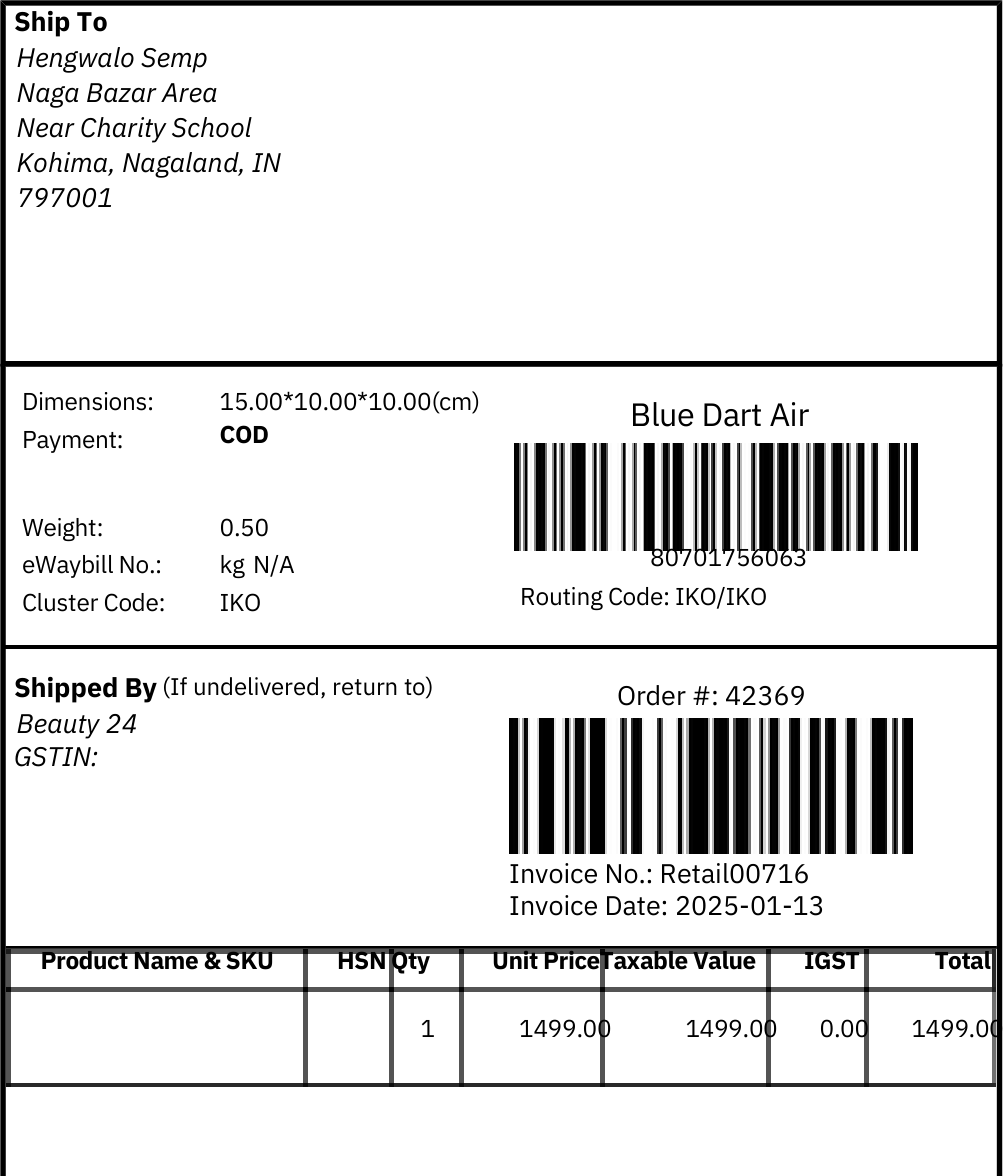 Ship To
Hengwalo Semp
Naga Bazar Area
Near Charity School
Kohima, Nagaland, IN
797001
Dimensions: 15.00*10.00*10.00(cm)
Payment: COD
Weight: 0.50
eWaybill No.: kg N/A
Cluster Code: IKO
Blue Dart Air
80701756063
Routing Code: IKO/IKO
Shipped By (If undelivered, return to)
Beauty 24
GSTIN:
Order #: 42369
Invoice No.: Retail00716
Invoice Date: 2025-01-13
Product Name & SKU HSN Qty Unit Price Taxable Value IGST Total
1 1499.00 1499.00 0.00 1499.00